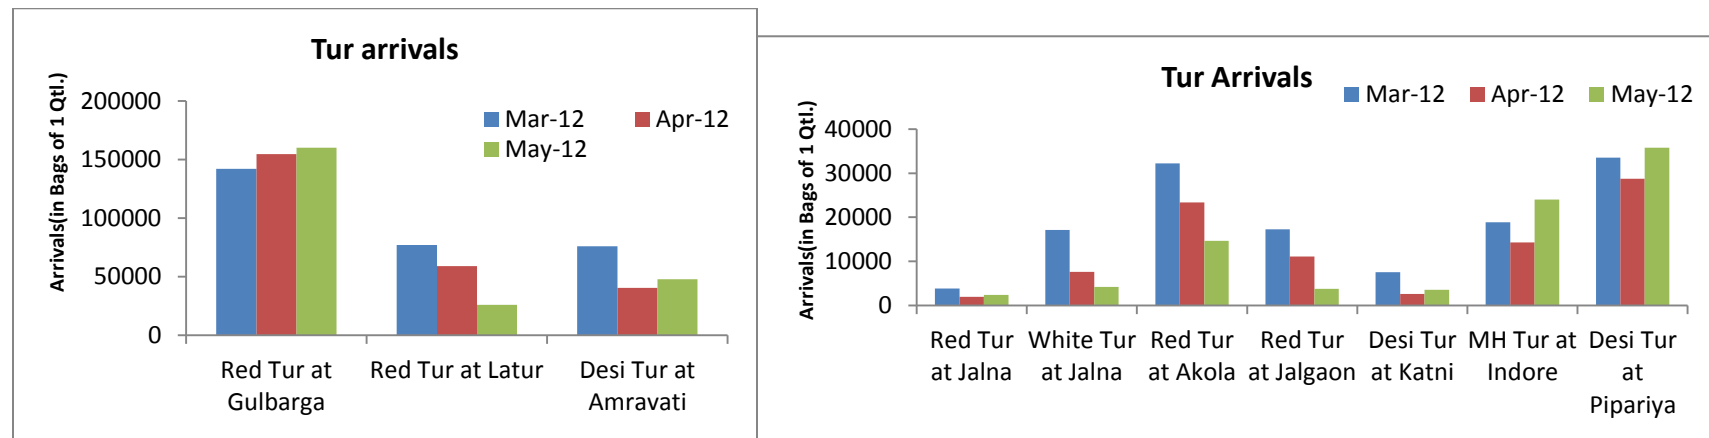 Tur arrivals
Arrivals(in Bags of 1 Qtl.)
200000
150000
100000
50000
0
Mar-12
Apr-12
May-12
Red Tur at
Gulbarga
Red Tur at Latur
Desi Tur at
Amravati
Tur Arrivals
Mar-12
Apr-12
May-12
Arrivals(in Bags of 1 Qtl.)
40000
30000
20000
10000
0
Red Tur
at Jalna
White Tur
at Jalna
Red Tur
at Akola
Red Tur
at Jalgaon
Desi Tur
at Katni
MH Tur at
Indore
Desi Tur
at
Pipariya